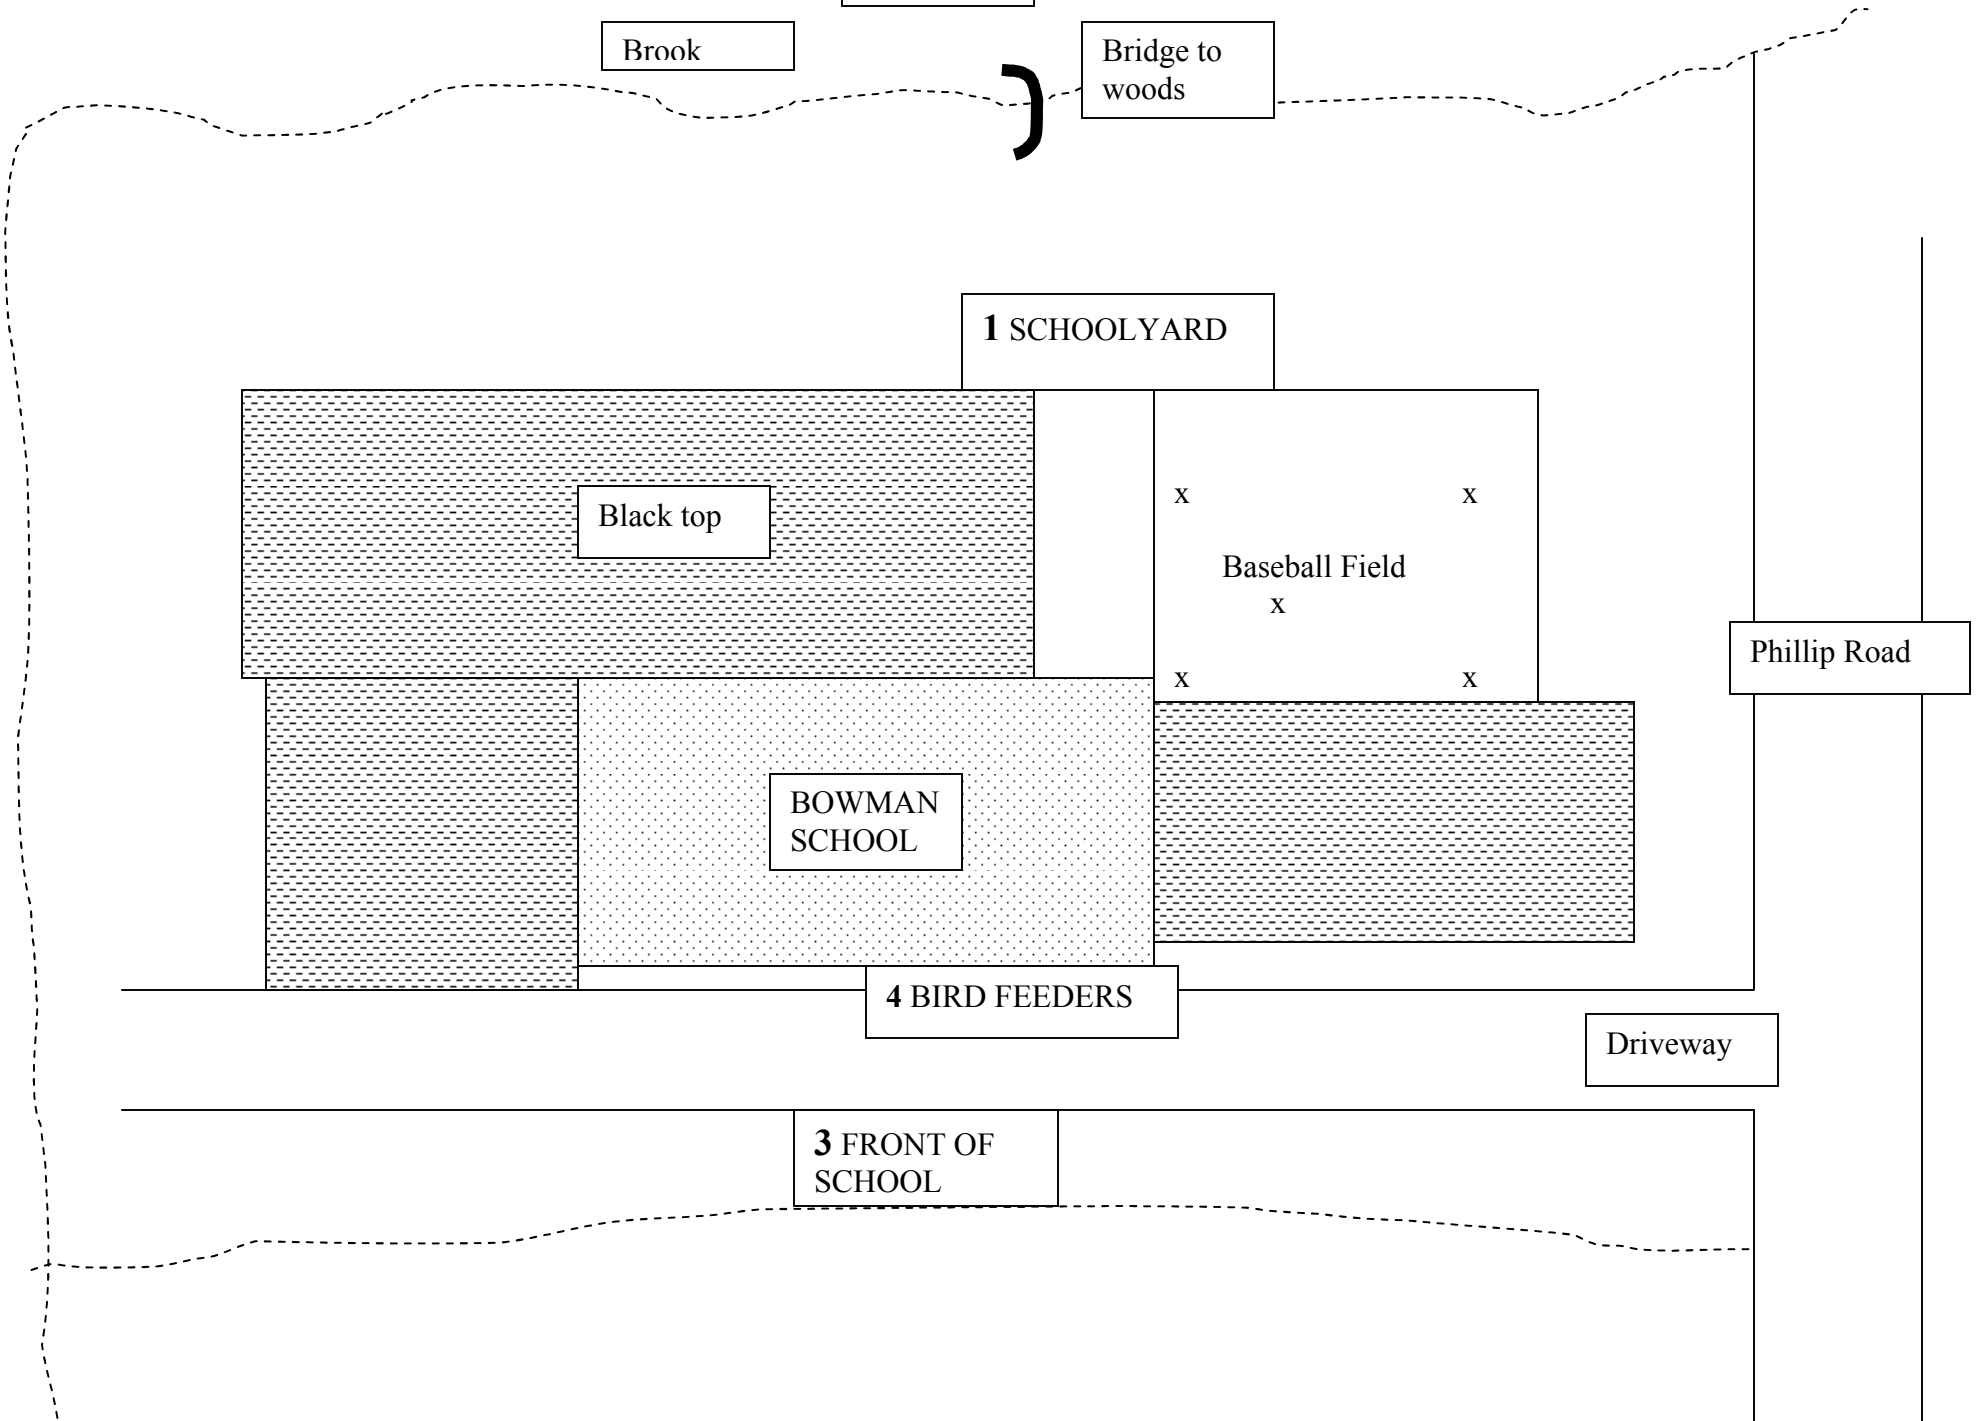 Brook
Bridge to
woods
1 SCHOOLYARD
x x
Black top
Baseball Field
x
Phillip Road
x x
BOWMAN
SCHOOL
4 BIRD FEEDERS
Driveway
3 FRONT OF
SCHOOL